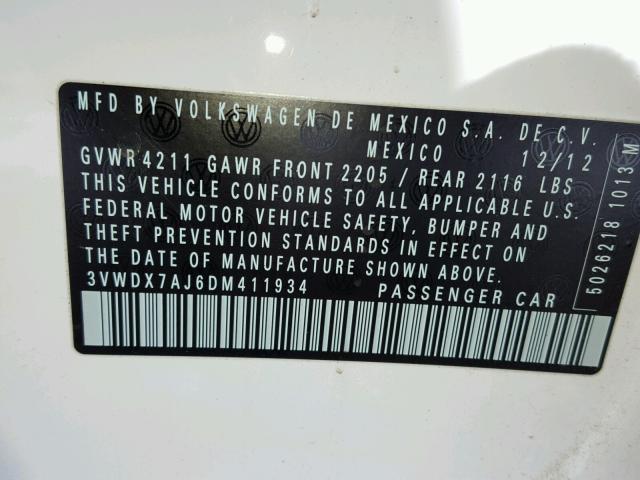 MFD BY VOLKSWAGEN DE MEXICO S.A. DE C.V.
MEXICO 12/12
GVWR 4211 GAWR FRONT 2205 / REAR 2116 LBS
THIS VEHICLE CONFORMS TO ALL APPLICABLE U.S.
FEDERAL MOTOR VEHICLE SAFETY, BUMPER AND
THEFT PREVENTION STANDARDS IN EFFECT ON
THE DATE OF MANUFACTURE SHOWN ABOVE.
3VWDX7AJ6DM411934 PASSENGER CAR
5026218 1013 M